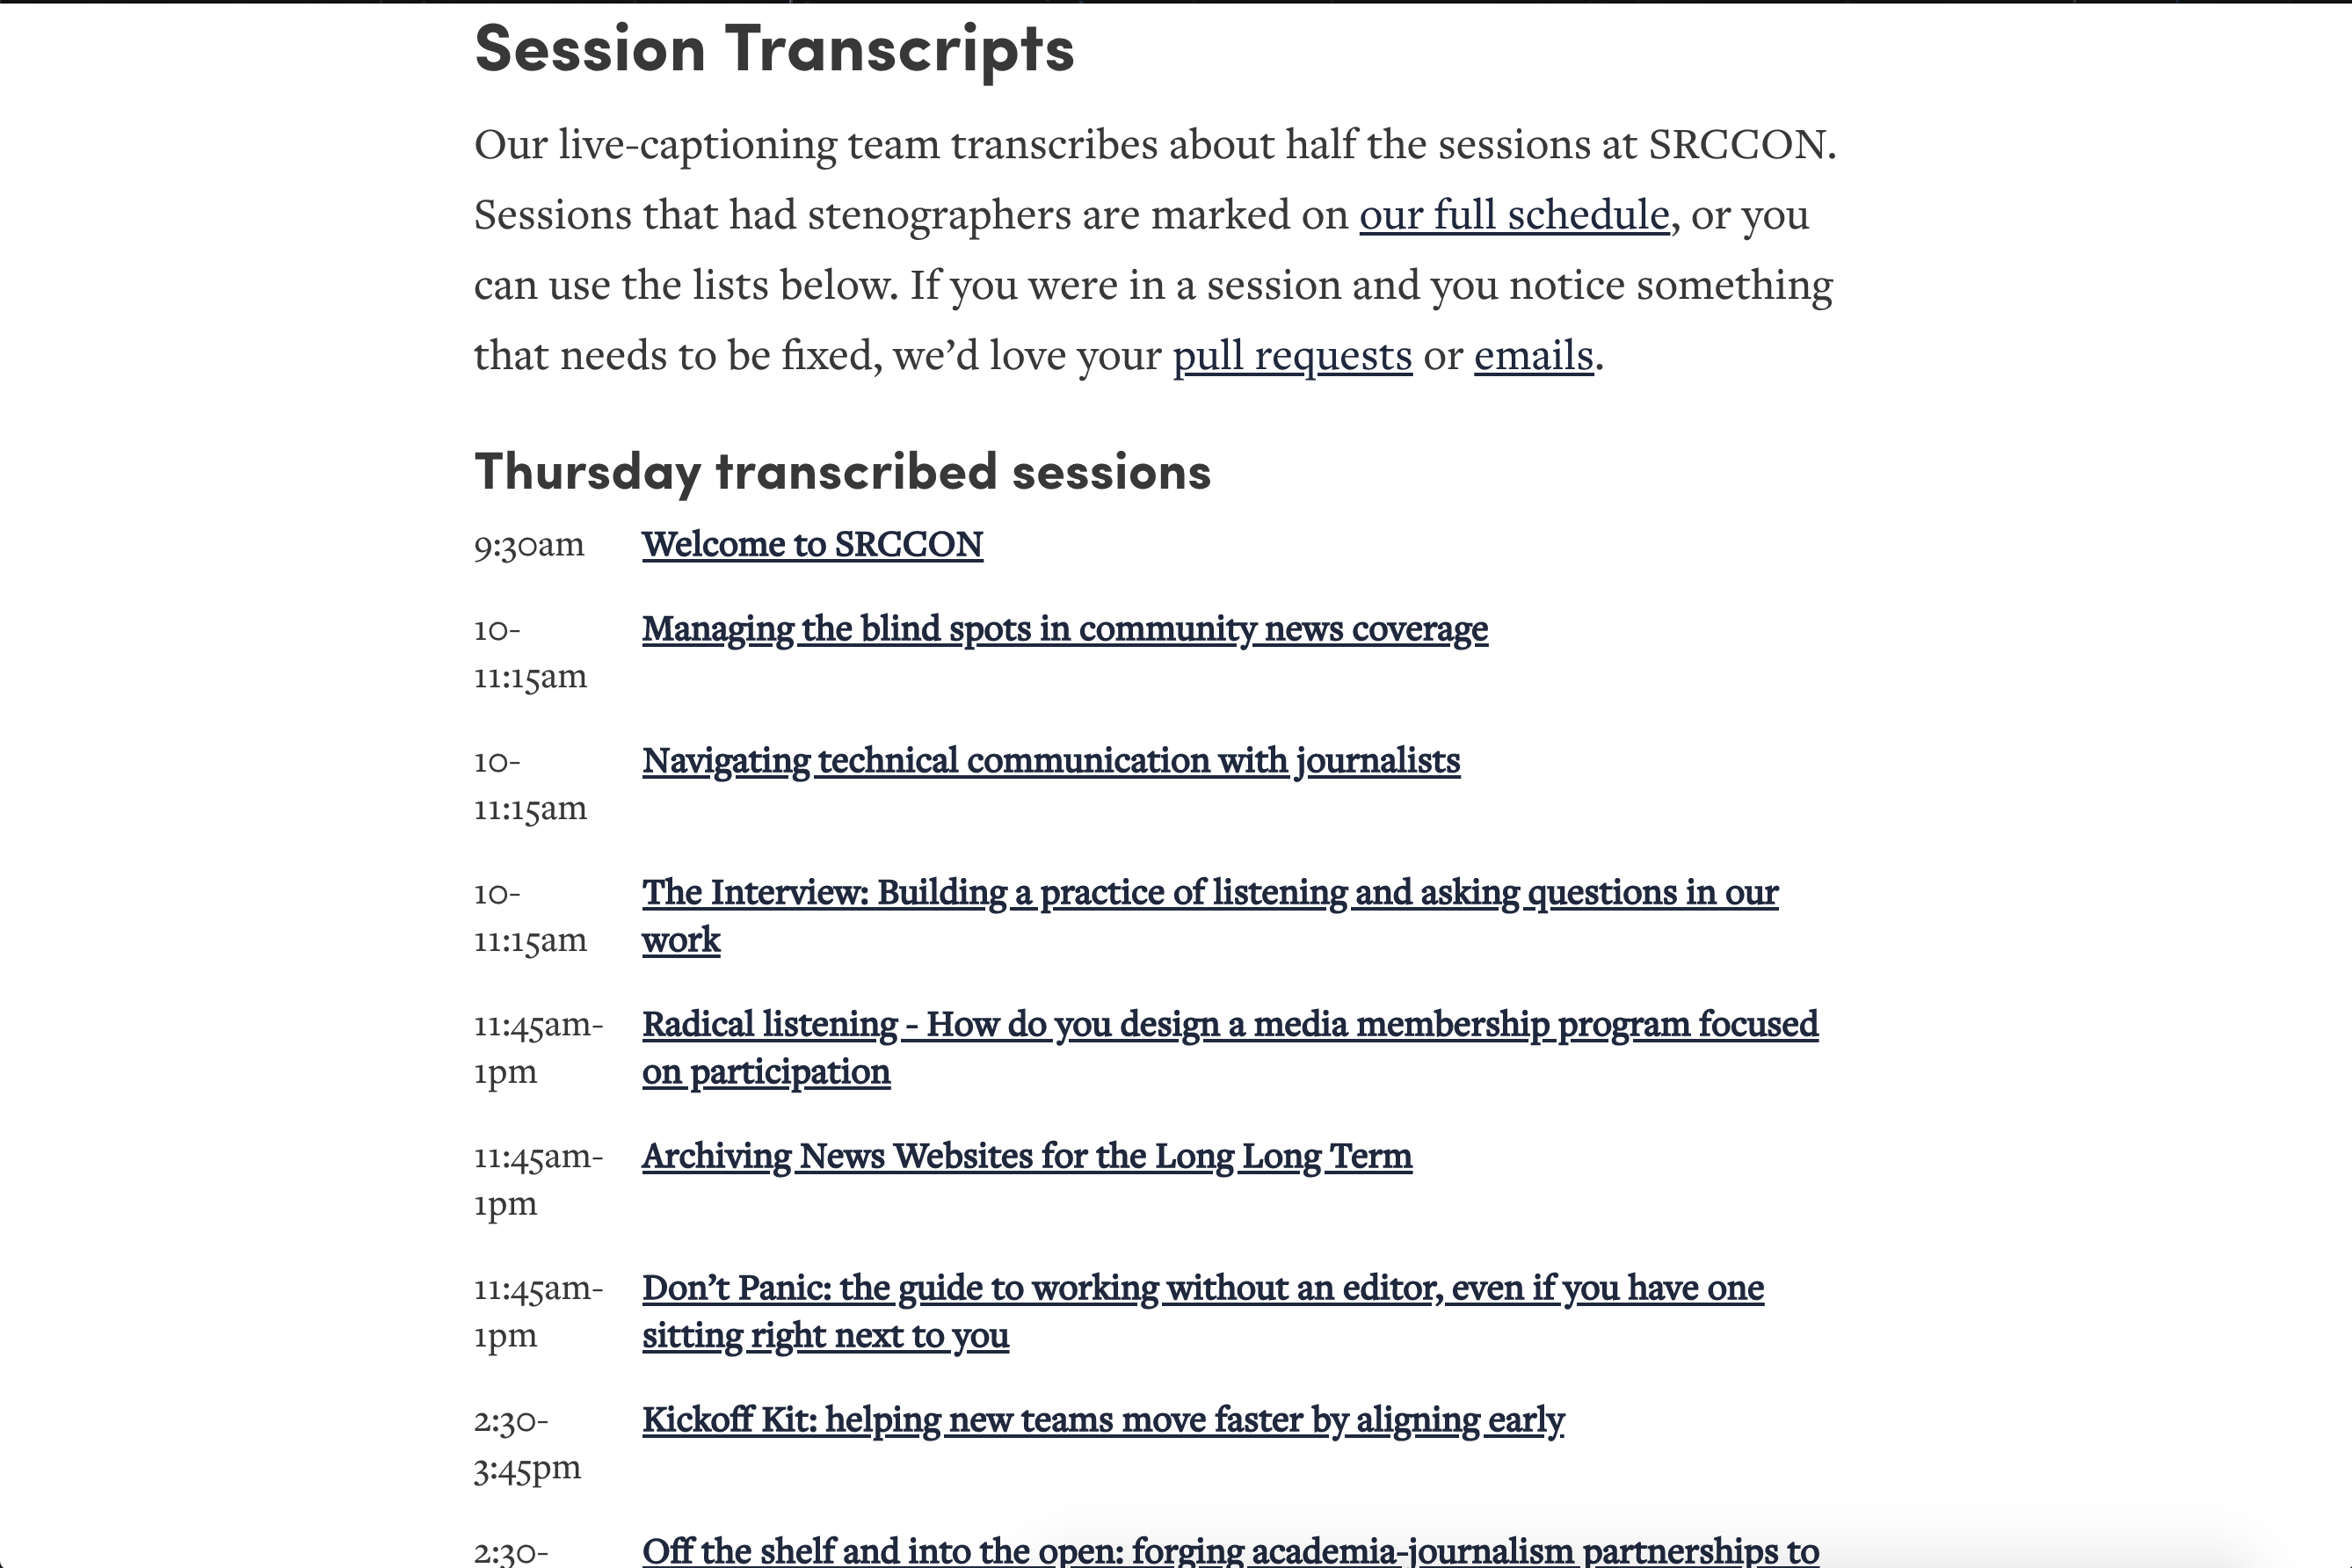 Session Transcripts
Our live-captioning team transcribes about half the sessions at SRCCON.
Sessions that had stenographers are marked on our full schedule, or you
can use the lists below. If you were in a session and you notice something
that needs to be fixed, we’d love your pull requests or emails.
Thursday transcribed sessions
9:30am Welcome to SRCCON
10- Managing the blind spots in community news coverage
11:15am
10- Navigating technical communication with journalists
11:15am
10- The Interview: Building a practice of listening and asking questions in our
11:15am work
11:45am- Radical listening - How do you design a media membership program focused
1pm on participation
11:45am- Archiving News Websites for the Long Long Term
1pm
11:45am- Don’t Panic: the guide to working without an editor, even if you have one
1pm sitting right next to you
2:30- Kickoff Kit: helping new teams move faster by aligning early
3:45pm
2:30- Off the shelf and into the open: forging academia-journalism partnerships to